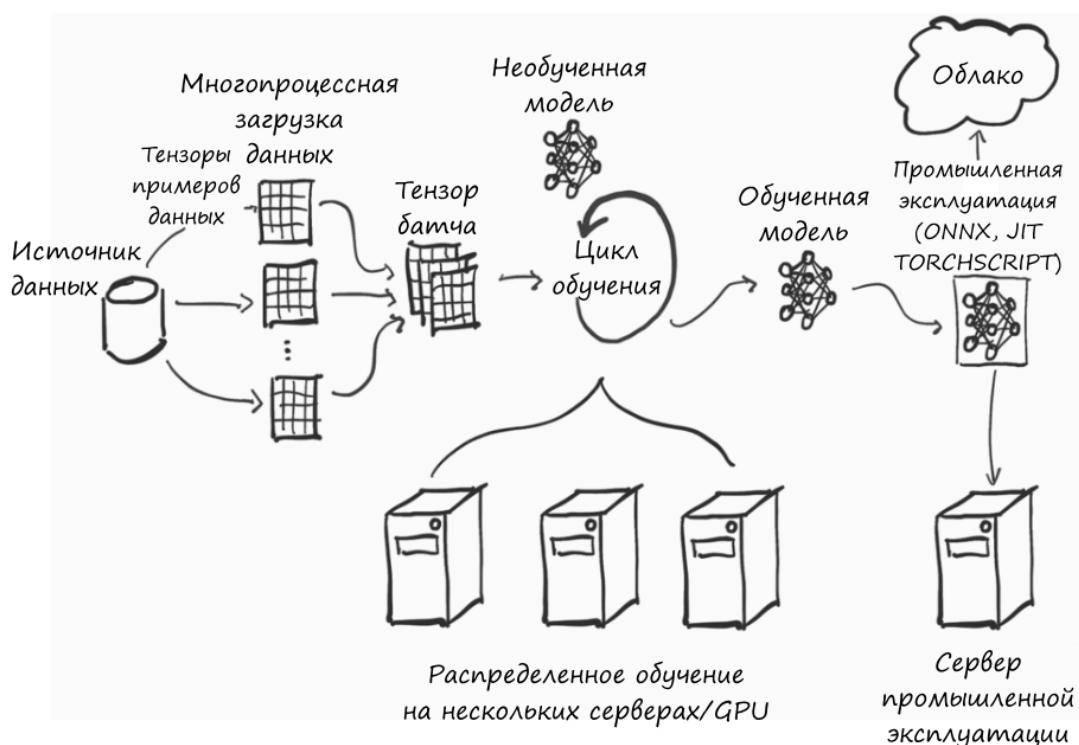 Многопроцессная
загрузка
данных
Тензоры
примеров
данных
Источник
данных
Тензор
батча
Необученная
модель
Цикл
обучения
Обученная
модель
Облако
Промышленная
эксплуатация
(ONNX, JIT
TORCHSCRIPT)
...
Распределенное обучение
на нескольких серверах/GPU
Сервер
промышленной
эксплуатации